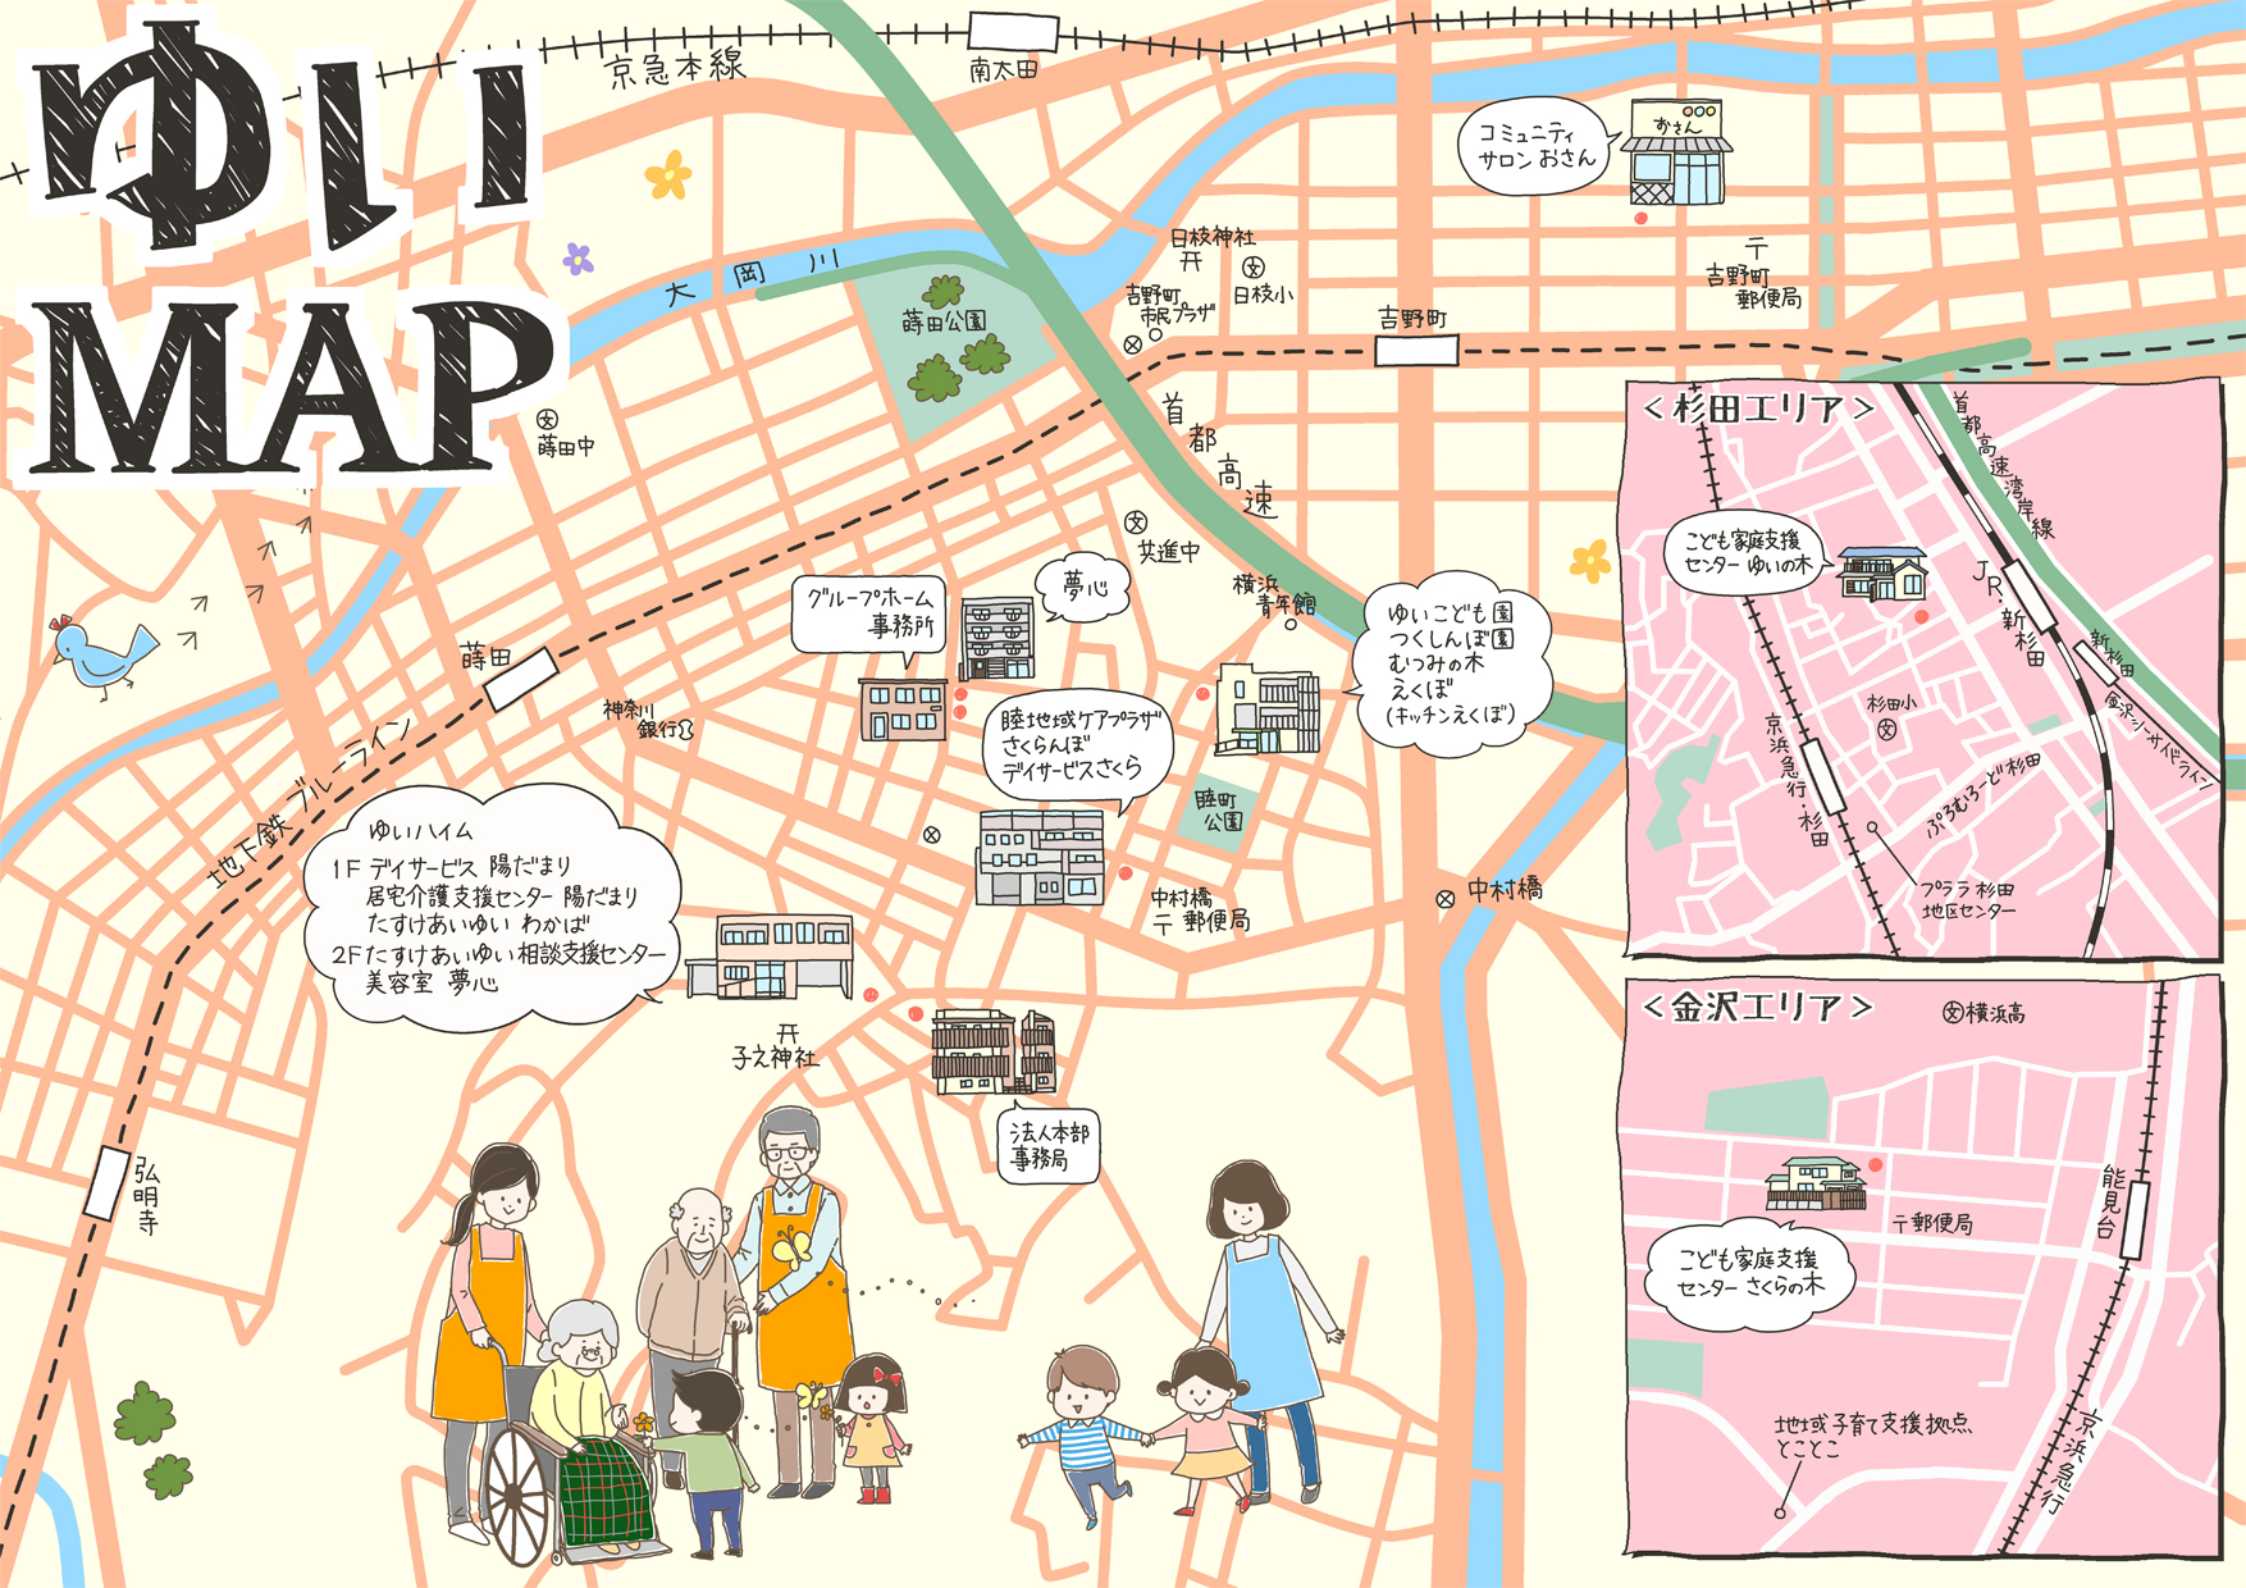 ゆい
MAP
京急本線
南太田
コミュニティ
サロン おさん
おさん
大岡川
蒔田公園
日枝神社
日枝小
吉野町
市民プラザ
吉野町
吉野町
郵便局
首都高速
蒔田中
共進中
横浜
青年館
蒔田
神奈川
銀行
地下鉄ブルーライン
弘明寺
グループホーム
事務所
夢心
睦地域ケアプラザ
さくらんぼ
デイサービスさくら
ゆいこども園
つくしんぼ園
むつみの木
えくぼ
(キッチンえくぼ)
睦町
公園
中村橋
〒 郵便局
中村橋
ゆいハイム
1F デイサービス 陽だまり
居宅介護支援センター 陽だまり
たすけあいゆい わかば
2Fたすけあいゆい相談支援センター
美容室 夢心
子之神社
法人本部
事務局
<杉田エリア>
首都高速湾岸線
こども家庭支援
センター ゆいの木
JR.新杉田
新杉田
金沢シーサイドライン
杉田小
京浜急行・杉田
ぷろむろーど杉田
プララ杉田
地区センター
<金沢エリア>
横浜高
能見台
〒郵便局
こども家庭支援
センター さくらの木
地域子育て支援拠点
とことこ
京浜急行